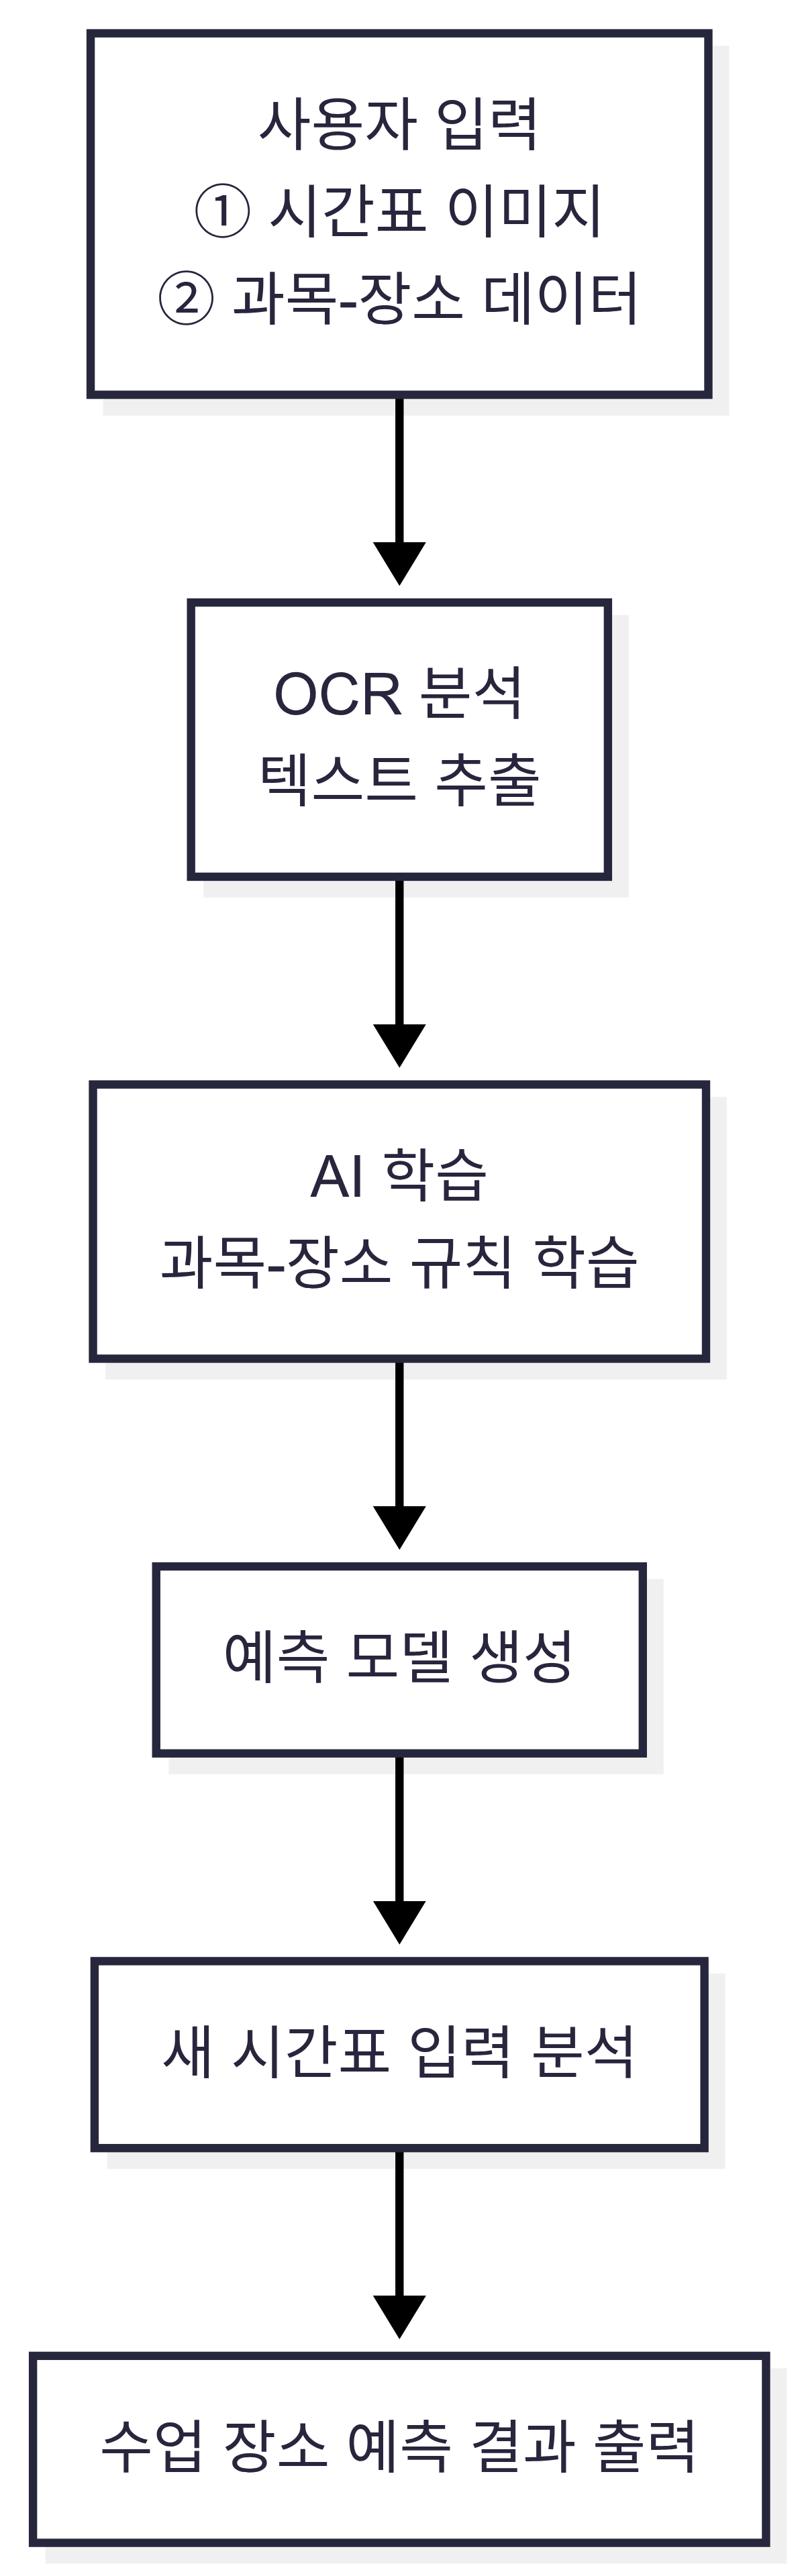 사용자 입력
① 시간표 이미지
② 과목-장소 데이터
OCR 분석
텍스트 추출
AI 학습
과목-장소 규칙 학습
예측 모델 생성
새 시간표 입력 분석
수업 장소 예측 결과 출력